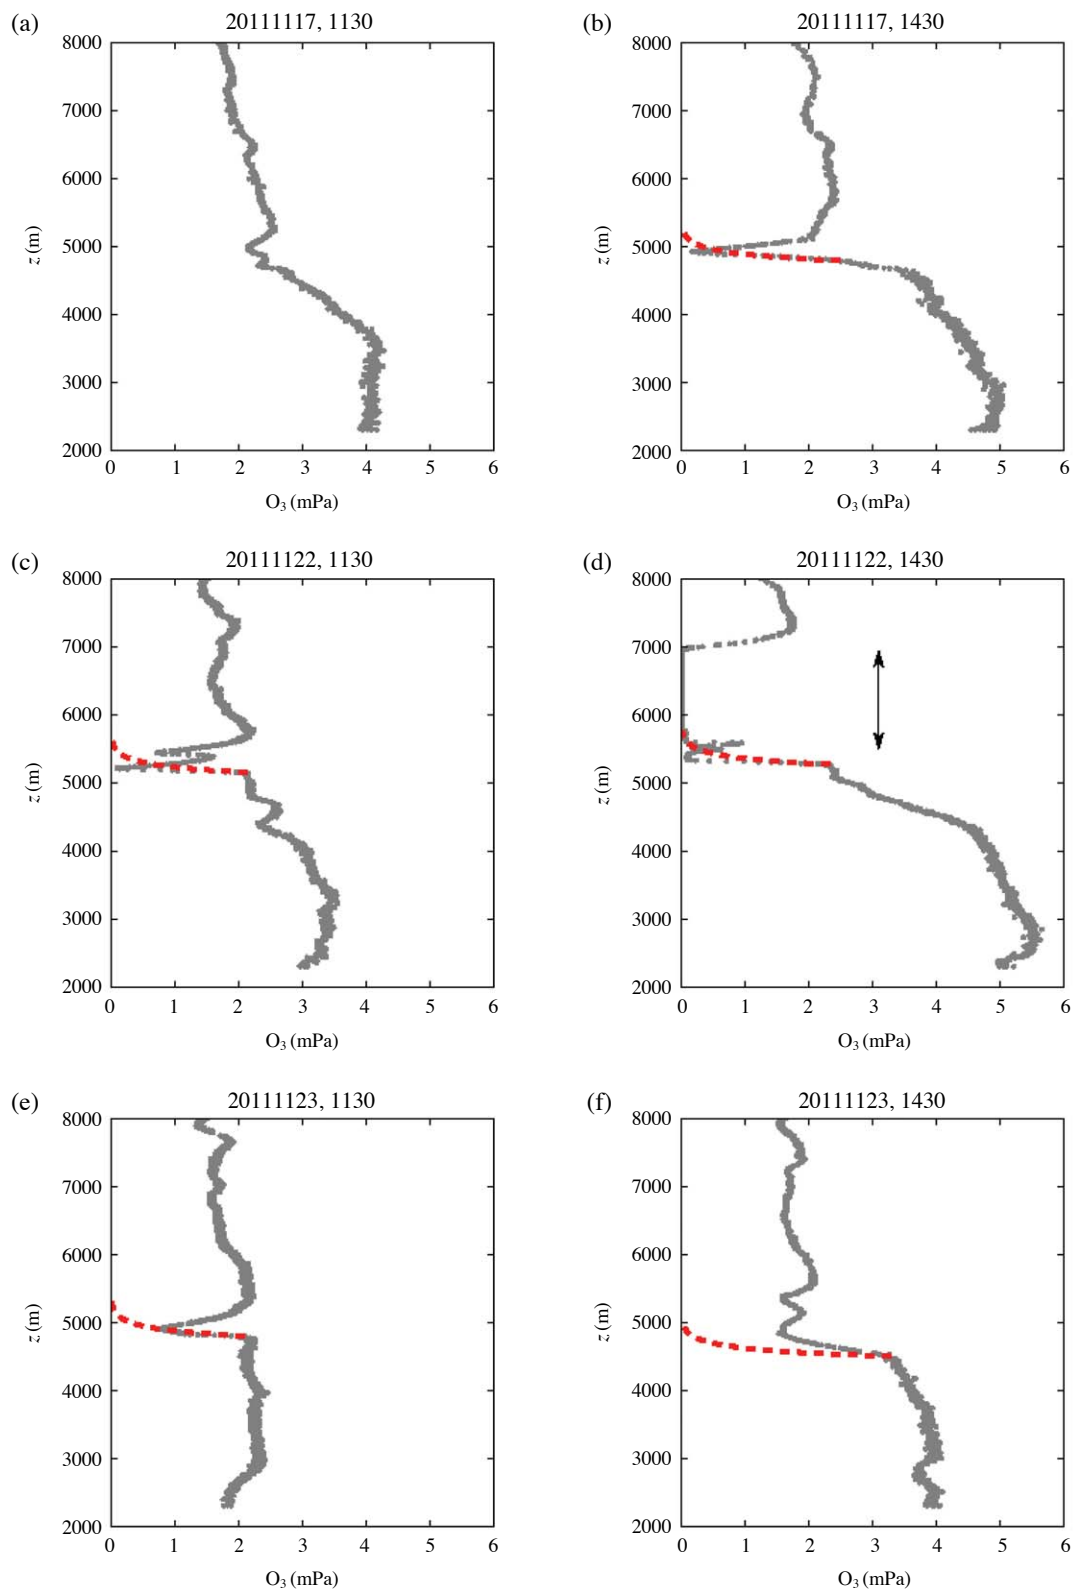 (a) 20111117, 1130
8000
7000
6000
5000
4000
3000
2000
z (m)
0 1 2 3 4 5 6
O₃ (mPa)
(b) 20111117, 1430
8000
7000
6000
5000
4000
3000
2000
z (m)
0 1 2 3 4 5 6
O₃ (mPa)
(c) 20111122, 1130
8000
7000
6000
5000
4000
3000
2000
z (m)
0 1 2 3 4 5 6
O₃ (mPa)
(d) 20111122, 1430
8000
7000
6000
5000
4000
3000
2000
z (m)
0 1 2 3 4 5 6
O₃ (mPa)
(e) 20111123, 1130
8000
7000
6000
5000
4000
3000
2000
z (m)
0 1 2 3 4 5 6
O₃ (mPa)
(f) 20111123, 1430
8000
7000
6000
5000
4000
3000
2000
z (m)
0 1 2 3 4 5 6
O₃ (mPa)